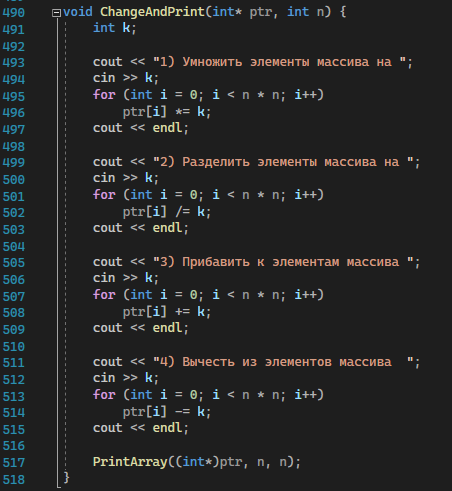 490 void ChangeAndPrint(int* ptr, int n) {
491     int k;
492
493     cout << "1) Умножить элементы массива на ";
494     cin >> k;
495     for (int i = 0; i < n * n; i++)
496         ptr[i] *= k;
497     cout << endl;
498
499     cout << "2) Разделить элементы массива на ";
500     cin >> k;
501     for (int i = 0; i < n * n; i++)
502         ptr[i] /= k;
503     cout << endl;
504
505     cout << "3) Прибавить к элементам массива ";
506     cin >> k;
507     for (int i = 0; i < n * n; i++)
508         ptr[i] += k;
509     cout << endl;
510
511     cout << "4) Вычесть из элементов массива  ";
512     cin >> k;
513     for (int i = 0; i < n * n; i++)
514         ptr[i] -= k;
515     cout << endl;
516
517     PrintArray((int*)ptr, n, n);
518 }